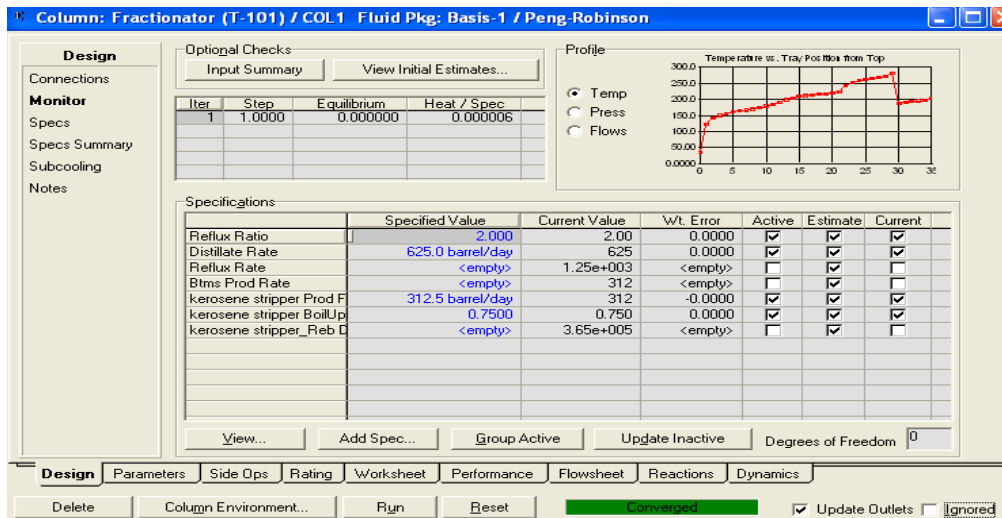 Column: Fractionator (T-101) / COL1 Fluid Pkg: Basis-1 / Peng-Robinson
Design
Connections
Monitor
Specs
Specs Summary
Subcooling
Notes
Optional Checks
Input Summary
View Initial Estimates...
Iter Step Equilibrium Heat / Spec
1 1.0000 0.000000 0.000006
Profile
Temp
Press
Flows
Temperature vs. Tray Position from Top
300.0
250.0
200.0
150.0
100.0
50.00
0.0000
0 5 10 15 20 25 30 35
Specifications
Specified Value Current Value Wt. Error Active Estimate Current
Reflux Ratio 2.000 2.00 0.0000
Distillate Rate 625.0 barrel/day 625 0.0000
Reflux Rate <empty> 1.25e+003 <empty>
Btms Prod Rate <empty> 312 <empty>
kerosene stripper Prod F 312.5 barrel/day 312 -0.0000
kerosene stripper BoilUp 0.7500 0.750 0.0000
kerosene stripper_Reb D <empty> 3.65e+005 <empty>
View... Add Spec... Group Active Update Inactive Degrees of Freedom 0
Design Parameters Side Ops Rating Worksheet Performance Flowsheet Reactions Dynamics
Delete Column Environment... Run Reset Converged Update Outlets Ignored